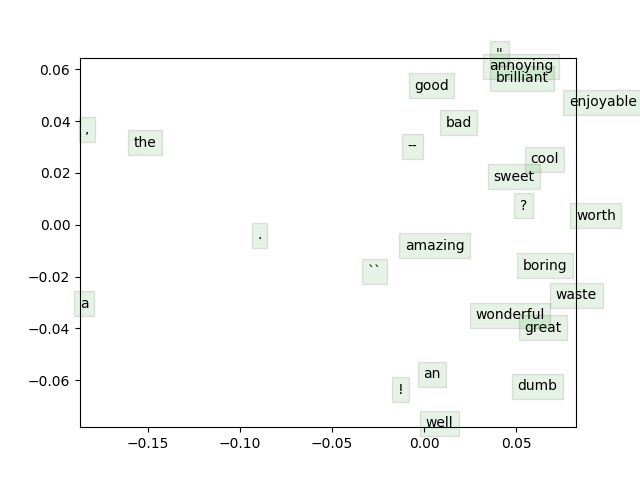 "
annoying
0.06
brilliant
good
enjoyable
0.04
bad
,
the
--
cool
0.02
sweet
?
worth
0.00
.
amazing
boring
``
−0.02
waste
a
wonderful
−0.04
great
an
−0.06
dumb
!
well
−0.15 −0.10 −0.05 0.00 0.05